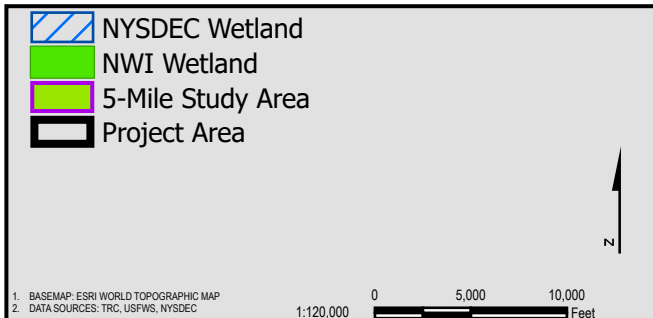 NYSDEC Wetland
NWI Wetland
5-Mile Study Area
Project Area
N
1. BASEMAP: ESRI WORLD TOPOGRAPHIC MAP
2. DATA SOURCES: TRC, USFWS, NYSDEC
1:120,000
0 5,000 10,000
Feet